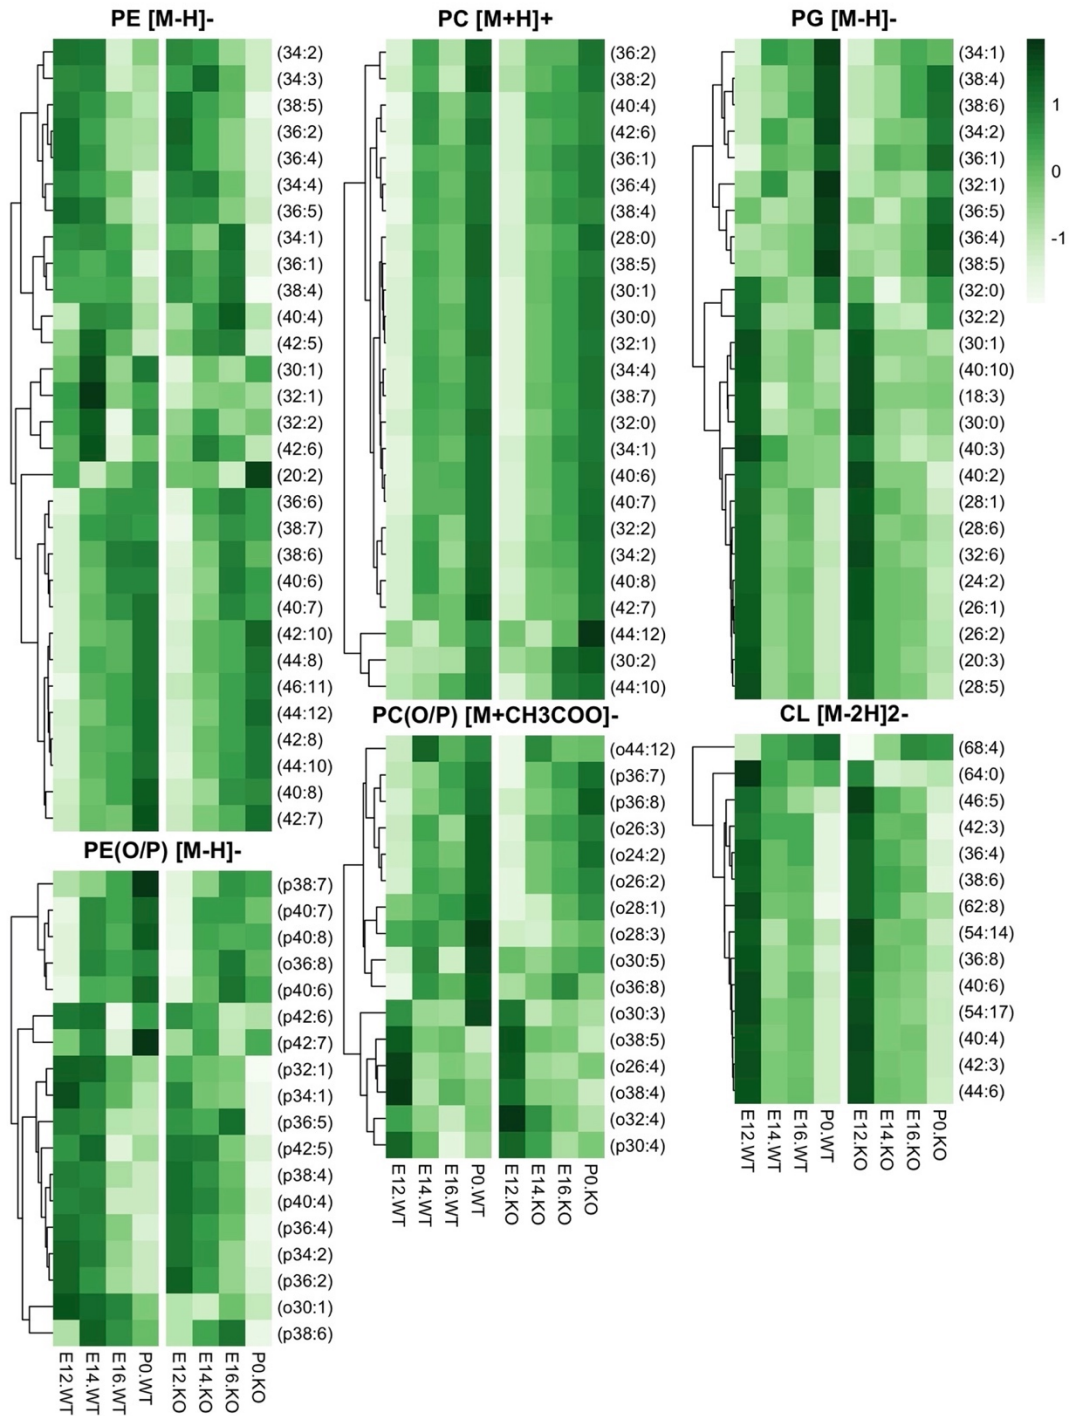 PE [M-H]-
(34:2)
(34:3)
(38:5)
(36:2)
(36:4)
(34:4)
(36:5)
(34:1)
(36:1)
(38:4)
(40:4)
(42:5)
(30:1)
(32:1)
(32:2)
(42:6)
(20:2)
(36:6)
(38:7)
(38:6)
(40:6)
(40:7)
(42:10)
(44:8)
(46:11)
(44:12)
(42:8)
(44:10)
(40:8)
(42:7)
PE(O/P) [M-H]-
(p38:7)
(p40:7)
(p40:8)
(o36:8)
(p40:6)
(p42:6)
(p42:7)
(p32:1)
(p34:1)
(p36:5)
(p42:5)
(p38:4)
(p40:4)
(p36:4)
(p34:2)
(p36:2)
(o30:1)
(p38:6)
E12.WT
E14.WT
E16.WT
P0.WT
E12.KO
E14.KO
E16.KO
P0.KO
PC [M+H]+
(36:2)
(38:2)
(40:4)
(42:6)
(36:1)
(36:4)
(38:4)
(28:0)
(38:5)
(30:1)
(30:0)
(32:1)
(34:4)
(38:7)
(32:0)
(34:1)
(40:6)
(40:7)
(32:2)
(34:2)
(40:8)
(42:7)
(44:12)
(30:2)
(44:10)
PC(O/P) [M+CH3COO]-
(o44:12)
(p36:7)
(p36:8)
(o26:3)
(o24:2)
(o26:2)
(o28:1)
(o28:3)
(o30:5)
(o36:8)
(o30:3)
(o38:5)
(o26:4)
(o38:4)
(o32:4)
(p30:4)
E12.WT
E14.WT
E16.WT
P0.WT
E12.KO
E14.KO
E16.KO
P0.KO
PG [M-H]-
(34:1)
(38:4)
(38:6)
(34:2)
(36:1)
(32:1)
(36:5)
(36:4)
(38:5)
(32:0)
(32:2)
(30:1)
(40:10)
(18:3)
(30:0)
(40:3)
(40:2)
(28:1)
(28:6)
(32:6)
(24:2)
(26:1)
(26:2)
(20:3)
(28:5)
CL [M-2H]2-
(68:4)
(64:0)
(46:5)
(42:3)
(36:4)
(38:6)
(62:8)
(54:14)
(36:8)
(40:6)
(54:17)
(40:4)
(42:3)
(44:6)
E12.WT
E14.WT
E16.WT
P0.WT
E12.KO
E14.KO
E16.KO
P0.KO
1
0
-1